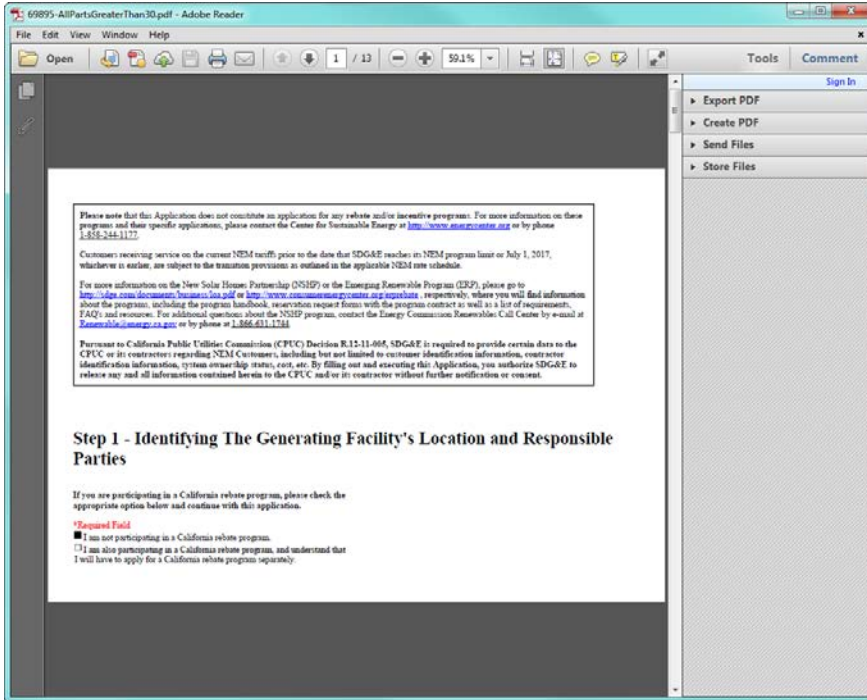 69895-AllPartsGreaterThan30.pdf - Adobe Reader
File Edit View Window Help
Open 1 / 13 59.1% Tools Comment
Sign In
Export PDF
Create PDF
Send Files
Store Files
Please note that this Application does not constitute an application for any rebate and/or incentive programs. For more information on these
programs and their specific applications, please contact the Center for Sustainable Energy at http://www.energycenter.org or by phone
1-858-244-1177.
Customers receiving service on the current NEM tariffs prior to the date that SDG&E reaches its NEM program limit or July 1, 2017,
whichever is earlier, are subject to the transition provisions as outlined in the applicable NEM rate schedule.
For more information on the New Solar Homes Partnership (NSHP) or the Emerging Renewable Program (ERP), please go to
http://sdge.com/documents/business/loa.pdf or http://www.consumerenergycenter.org/erprebate , respectively, where you will find information
about the programs, including the program handbook, reservation request forms with the program contract as well as a list of requirements,
FAQ's and resources. For additional questions about the NSHP program, contact the Energy Commission Renewables Call Center by e-mail at
Renewable@energy.ca.gov or by phone at 1.866.631.1744.
Pursuant to California Public Utilities Commission (CPUC) Decision R.12-11-005, SDG&E is required to provide certain data to the
CPUC or its contractors regarding NEM Customers, including but not limited to customer identification information, contractor
identification information, system ownership status, cost, etc. By filling out and executing this Application, you authorize SDG&E to
release any and all information contained herein to the CPUC and/or its contractor without further notification or consent.
Step 1 - Identifying The Generating Facility's Location and Responsible
Parties
If you are participating in a California rebate program, please check the
appropriate option below and continue with this application.
*Required Field
I am not participating in a California rebate program.
I am also participating in a California rebate program, and understand that
I will have to apply for a California rebate program separately.